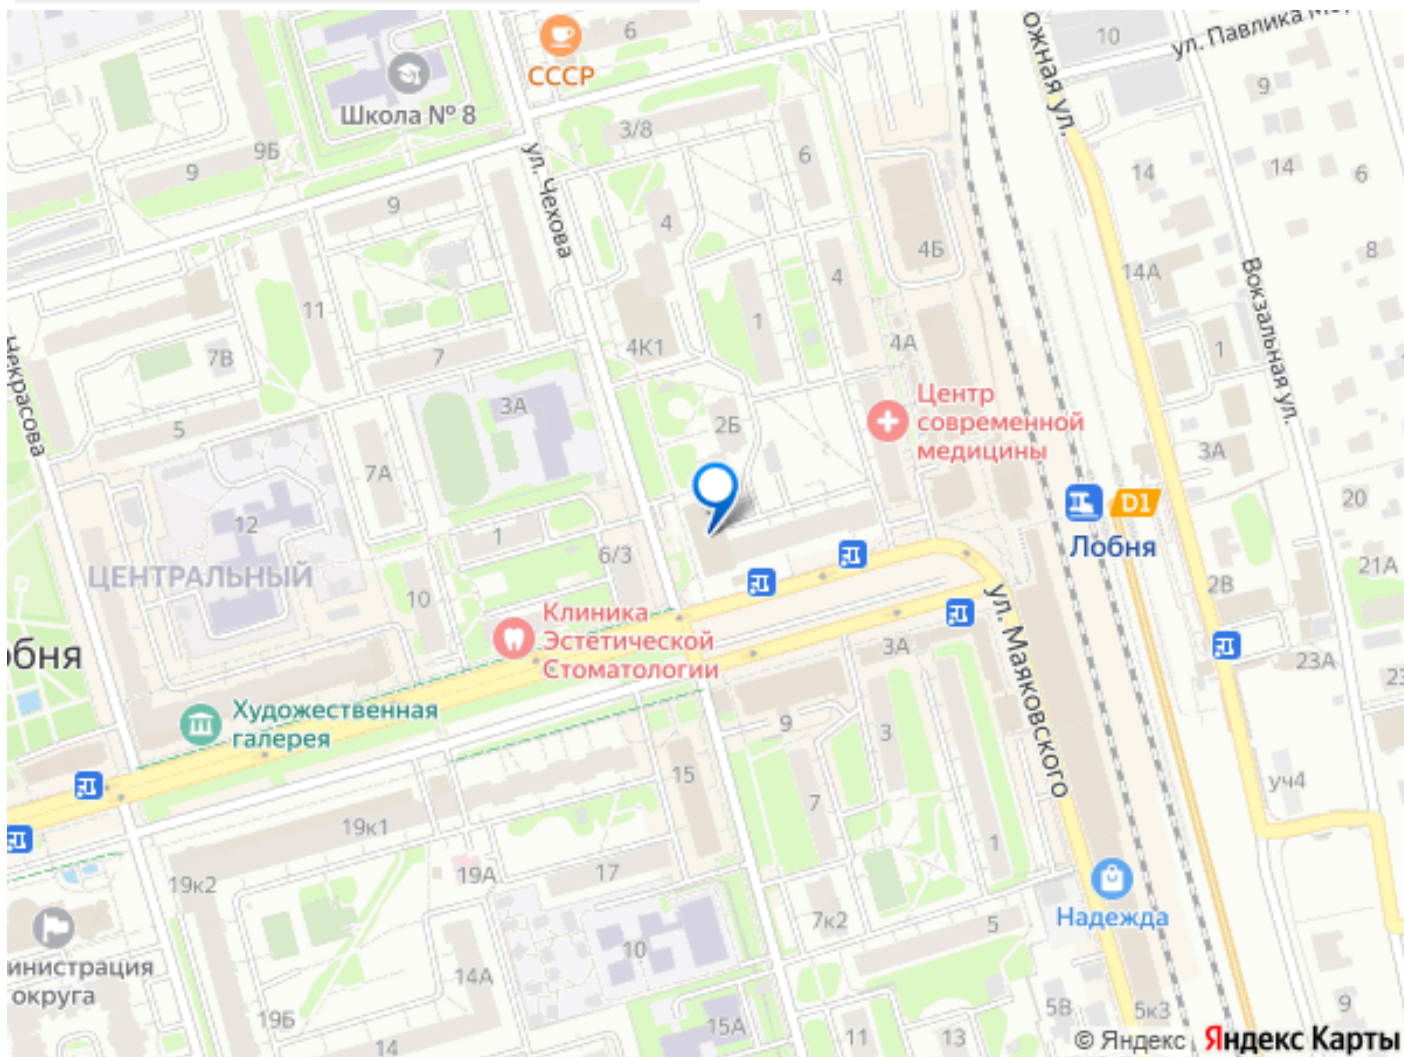 6
СССР
Школа № 8
3/8
6
9Б
9
9
ул. Чехова
4
4Б
4
11
1
4К1
4А
7В
7
Некрасова
5
3А
2Б
7А
Центр
современной
медицины
12
1
6/3
ЦЕНТРАЛЬНЫЙ
10
Клиника
Эстетической
Стоматологии
D1
Лобня
ожная ул.
10
ул. Павлика
9
14
14
6
8
14А
Вокзальная ул.
1
3А
20
2В
21А
23А
ул. Маяковского
3А
обня
Художественная
галерея
9
3
15
7
1
уч4
19к1
19к2
19А
17
Надежда
7к2
5
10
инистрация
округа
14А
19Б
14
15А
11
13
5В
5к3
9
© Яндекс Яндекс Карты